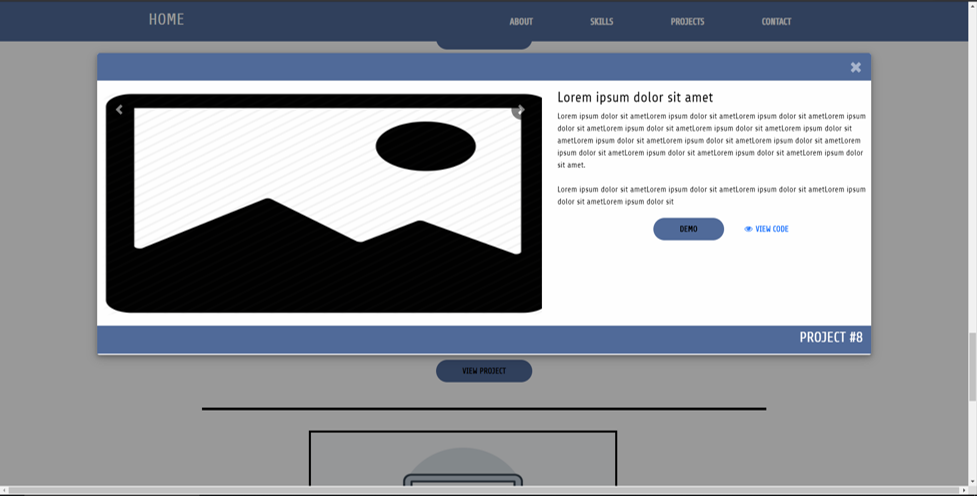 HOME
ABOUT
SKILLS
PROJECTS
CONTACT
Lorem ipsum dolor sit amet
Lorem ipsum dolor sit ametLorem ipsum dolor sit ametLorem ipsum dolor sit ametLorem ipsum
dolor sit ametLorem ipsum dolor sit ametLorem ipsum dolor sit ametLorem ipsum dolor sit
ametLorem ipsum dolor sit ametLorem ipsum dolor sit ametLorem ipsum dolor sit ametLorem
ipsum dolor sit ametLorem ipsum dolor sit ametLorem ipsum dolor sit ametLorem ipsum dolor
sit amet.
Lorem ipsum dolor sit ametLorem ipsum dolor sit ametLorem ipsum dolor sit ametLorem ipsum
dolor sit ametLorem ipsum dolor sit
DEMO
VIEW CODE
PROJECT #8
VIEW PROJECT